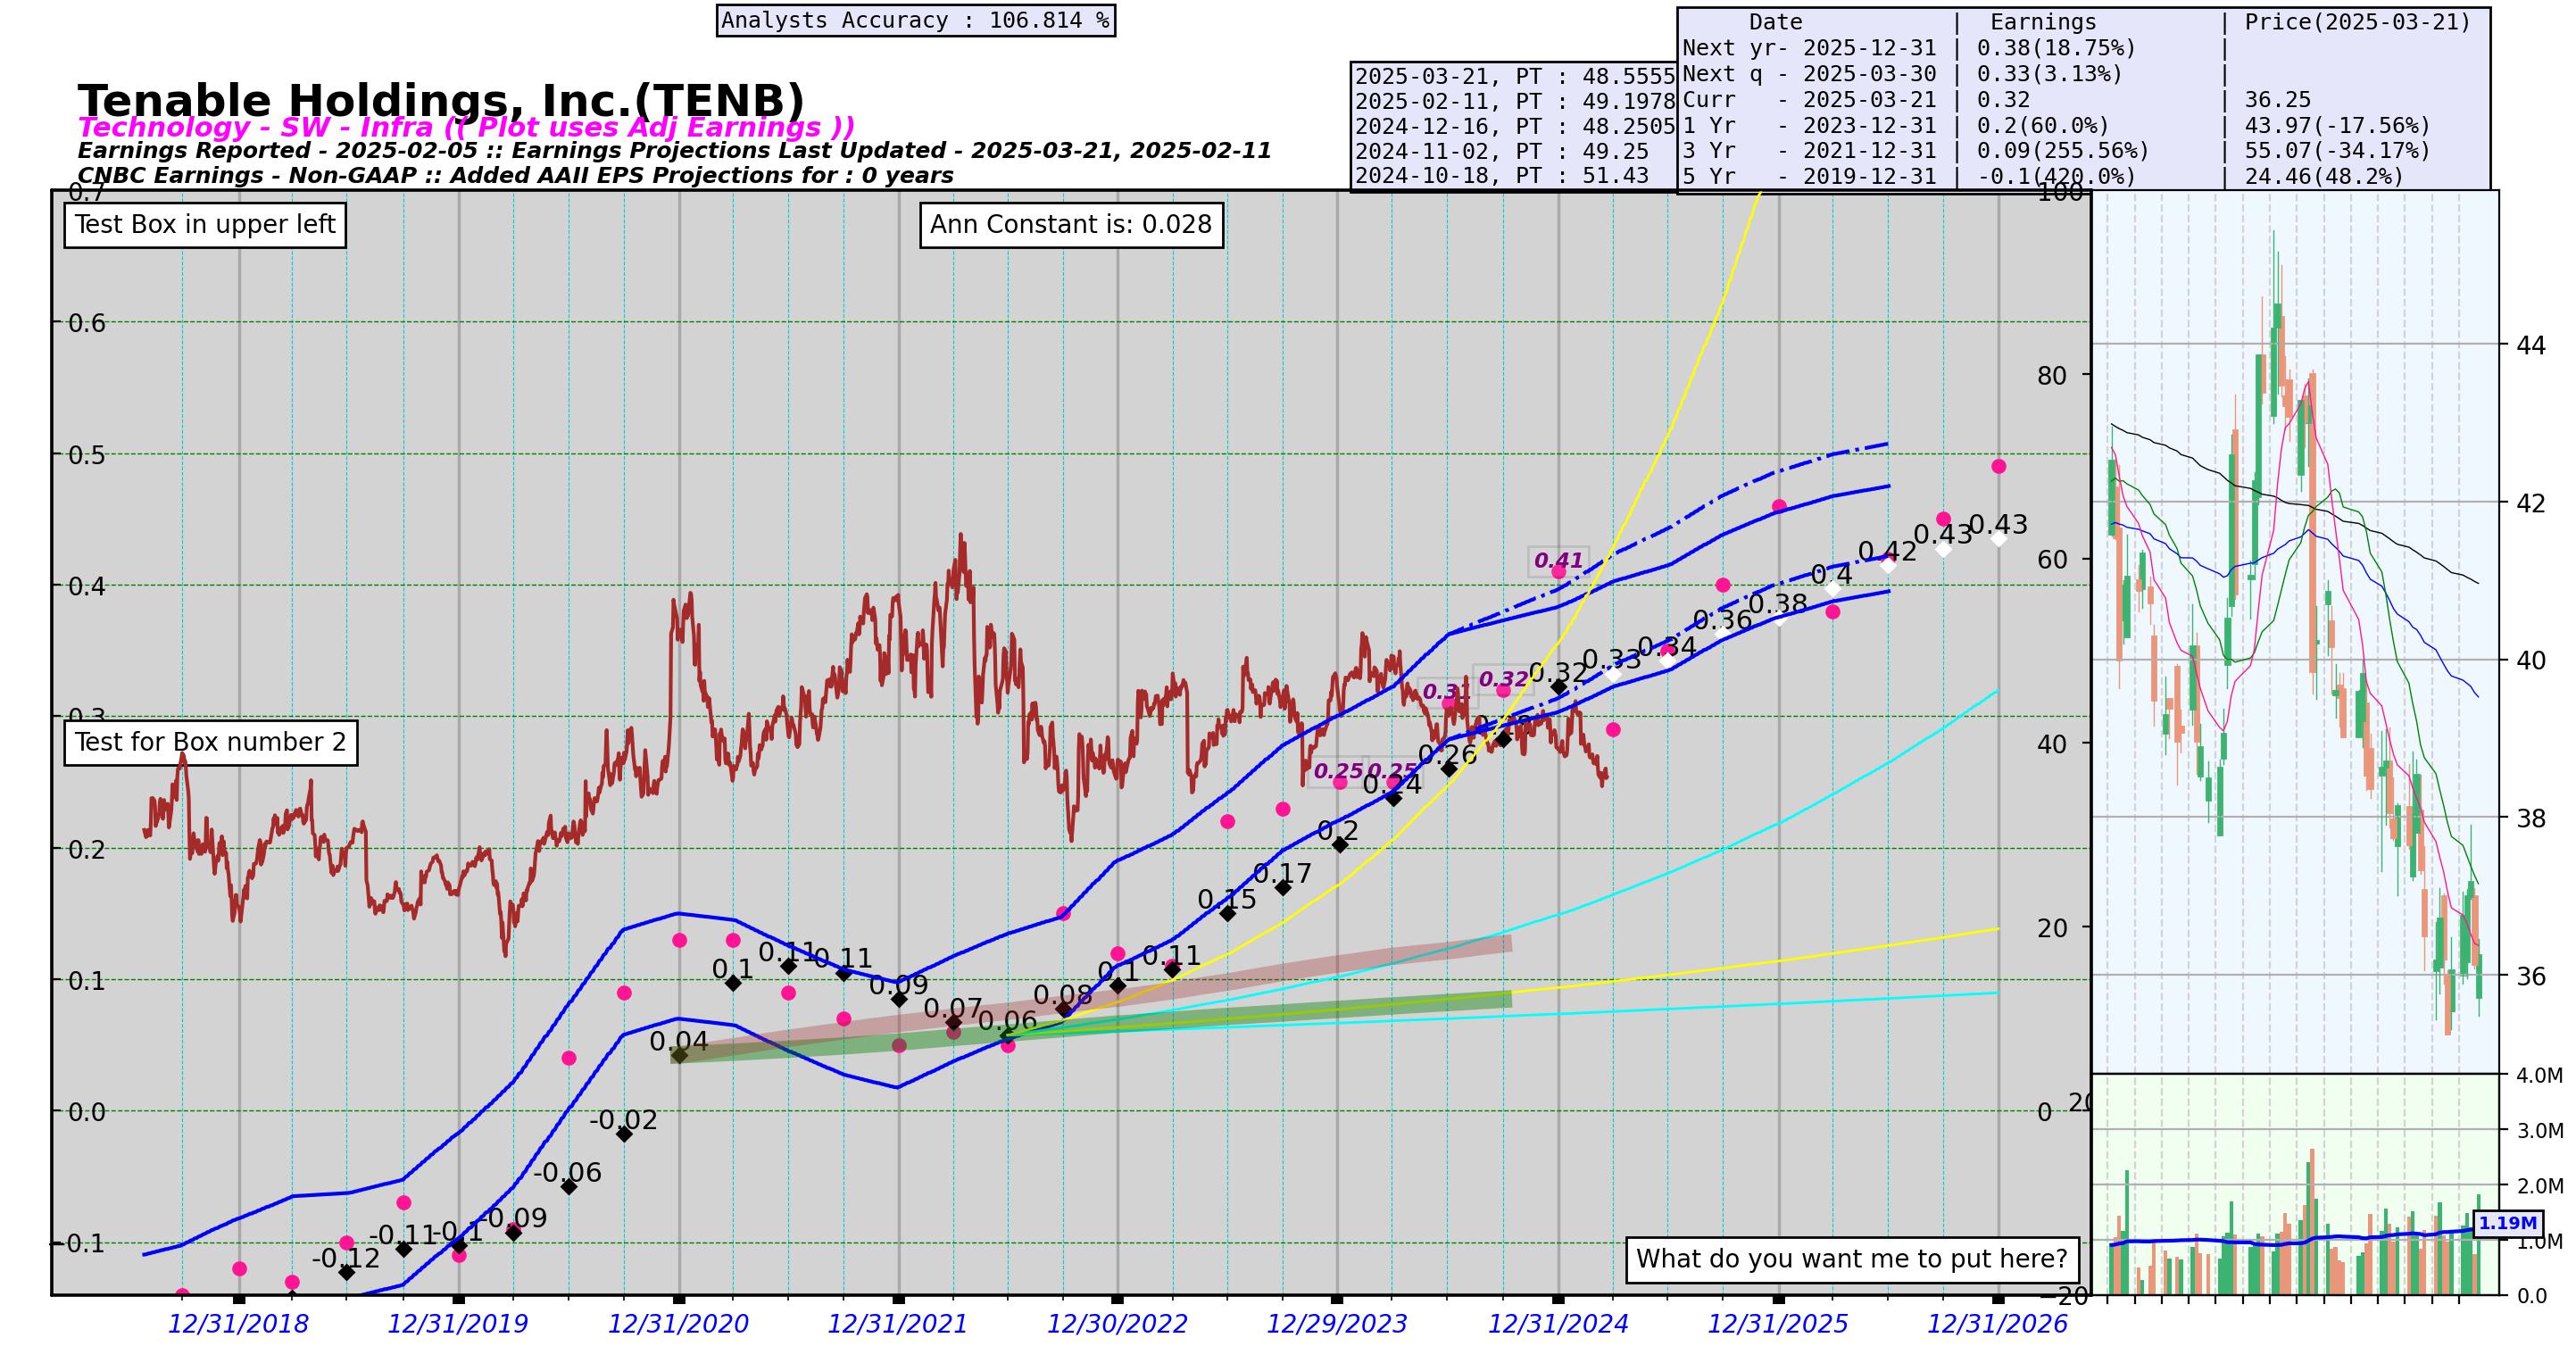 Analysts Accuracy : 106.814 %
Date | Earnings | Price(2025-03-21)
Next yr- 2025-12-31 | 0.38(18.75%) |
Next q - 2025-03-30 | 0.33(3.13%) |
Curr - 2025-03-21 | 0.32 | 36.25
1 Yr - 2023-12-31 | 0.2(60.0%) | 43.97(-17.56%)
3 Yr - 2021-12-31 | 0.09(255.56%) | 55.07(-34.17%)
5 Yr - 2019-12-31 | -0.1(420.0%) | 24.46(48.2%)
2025-03-21, PT : 48.5555
2025-02-11, PT : 49.1978
2024-12-16, PT : 48.2505
2024-11-02, PT : 49.25
2024-10-18, PT : 51.43
Tenable Holdings, Inc.(TENB)
Technology - SW - Infra (( Plot uses Adj Earnings ))
Earnings Reported - 2025-02-05 :: Earnings Projections Last Updated - 2025-03-21, 2025-02-11
CNBC Earnings - Non-GAAP :: Added AAII EPS Projections for : 0 years
Test Box in upper left
Ann Constant is: 0.028
Test for Box number 2
What do you want me to put here?
0.7
0.6
0.5
0.4
0.3
0.2
0.1
0.0
-0.1
-0.12
-0.11
-0.1
-0.09
-0.06
-0.02
0.04
0.1
0.11
0.11
0.09
0.07
0.06
0.08
0.1
0.11
0.15
0.17
0.2
0.24
0.26
0.32
0.33
0.34
0.36
0.38
0.4
0.42
0.43
0.43
0.25
0.25
0.31
0.32
0.41
100
80
60
40
20
0
−20
44
42
40
38
36
4.0M
3.0M
2.0M
1.19M
1.0M
0.0
12/31/2018
12/31/2019
12/31/2020
12/31/2021
12/30/2022
12/29/2023
12/31/2024
12/31/2025
12/31/2026